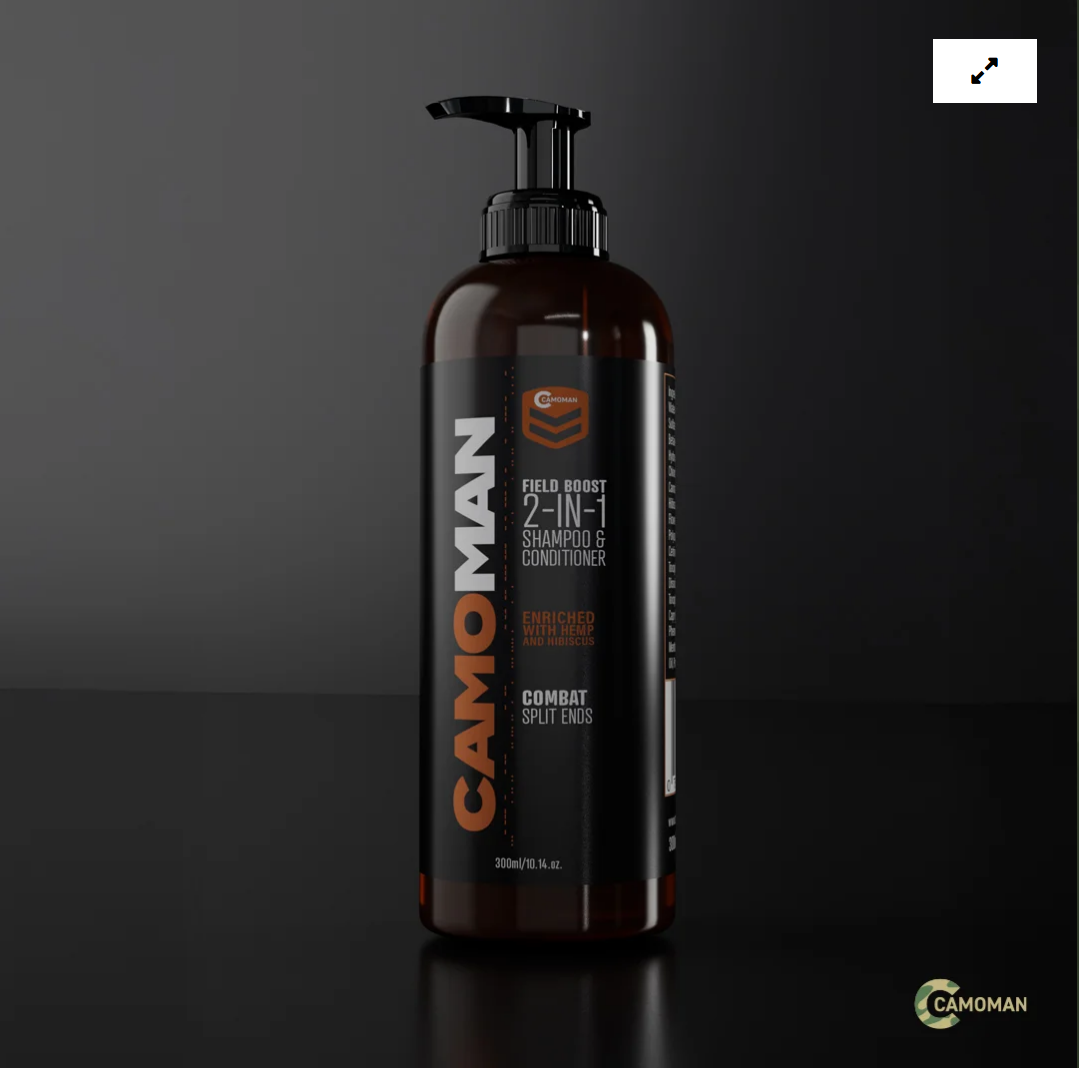 CAMOMAN
CAMOMAN
FIELD BOOST
2-IN-1
SHAMPOO &
CONDITIONER
ENRICHED
WITH HEMP
AND HIBISCUS
COMBAT
SPLIT ENDS
300ml/10.14.oz.
CAMOMAN